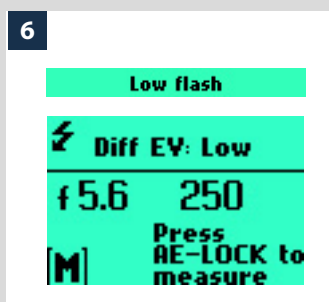 6
Low flash
Diff EV: Low
f 5.6 250
Press
[M] AE-LOCK to
measure